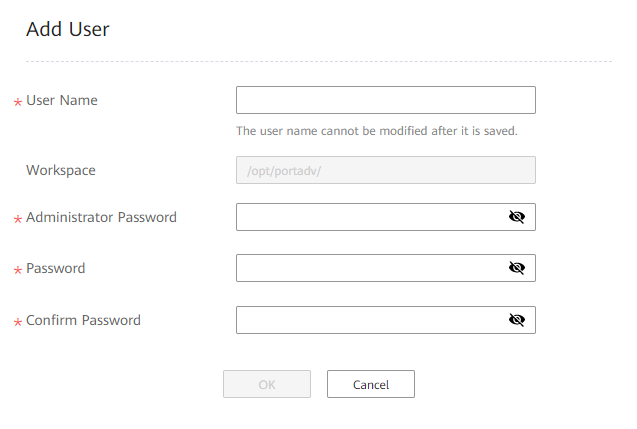 Add User
* User Name
The user name cannot be modified after it is saved.
Workspace /opt/portadv/
* Administrator Password
* Password
* Confirm Password
OK Cancel